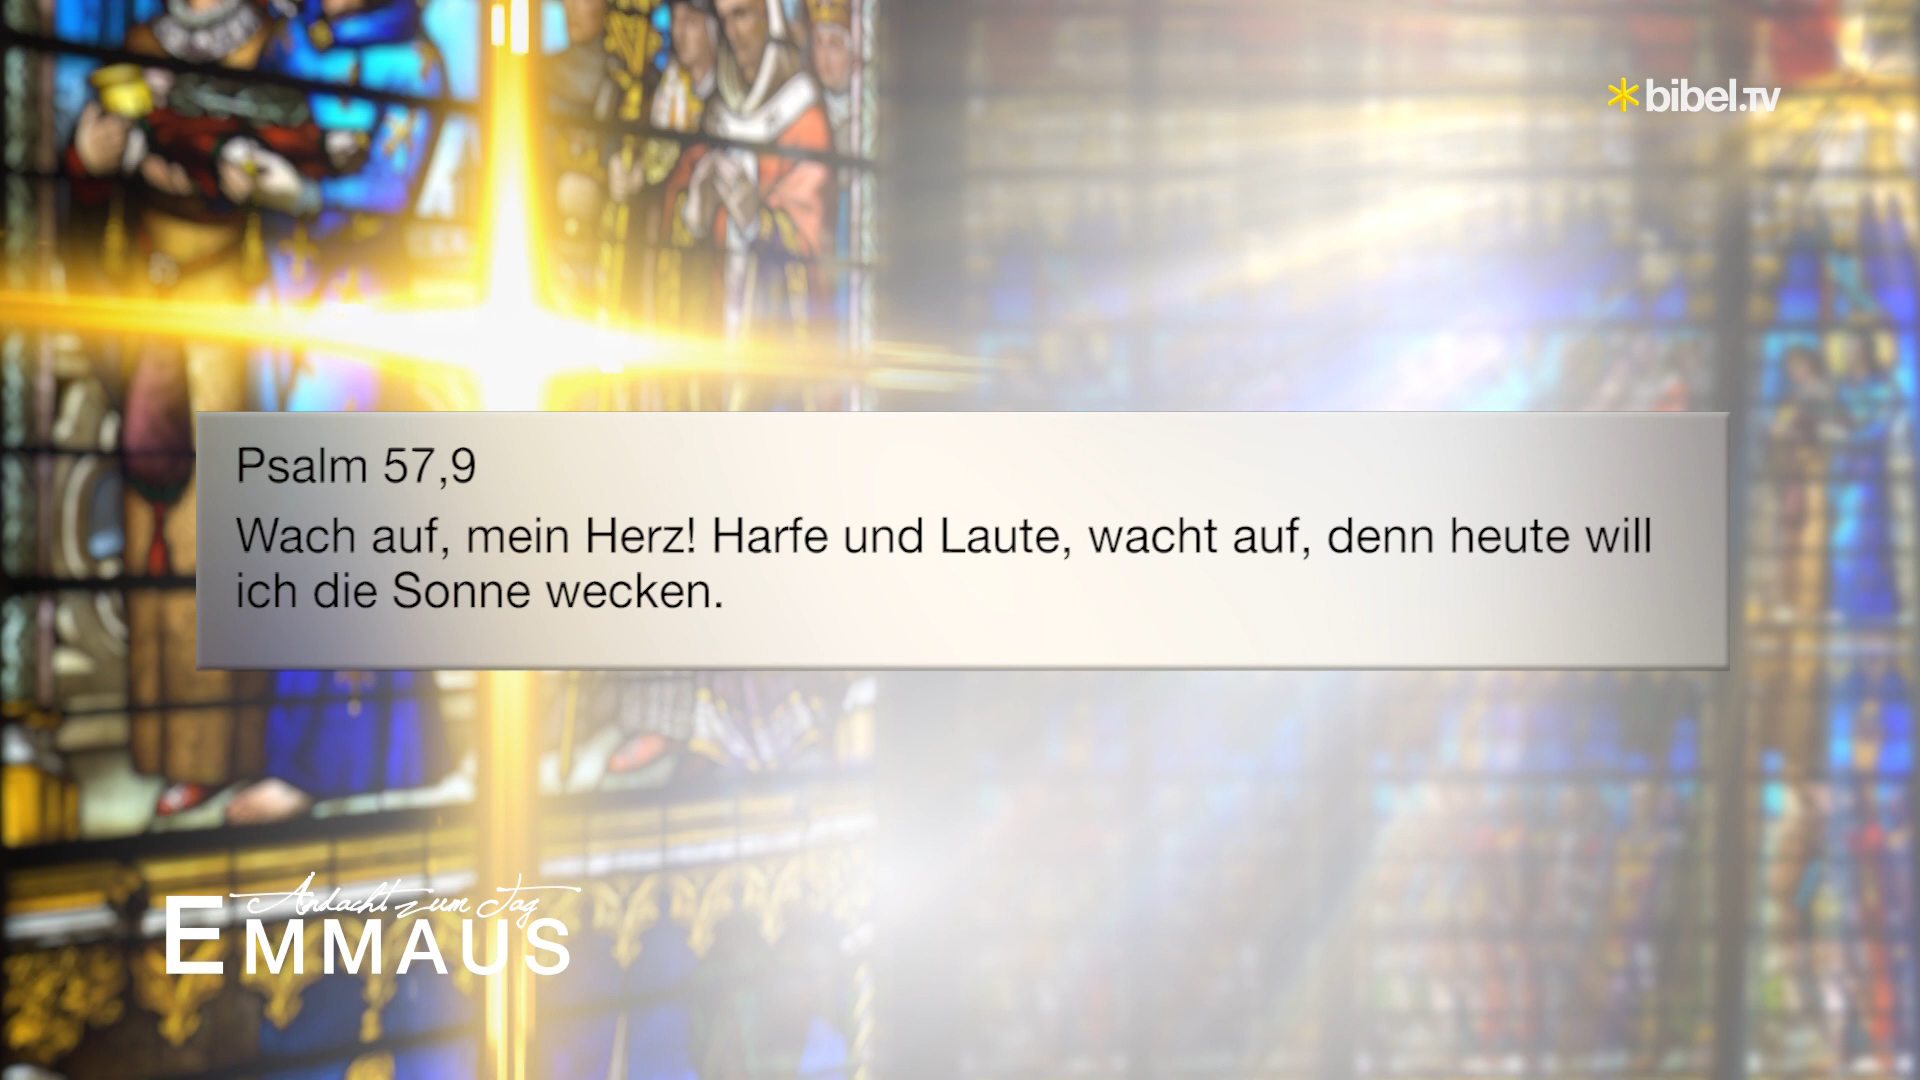 bibel.TV
Psalm 57,9
Wach auf, mein Herz! Harfe und Laute, wacht auf, denn heute will
ich die Sonne wecken.
Andacht zum Tag
EMMAUS